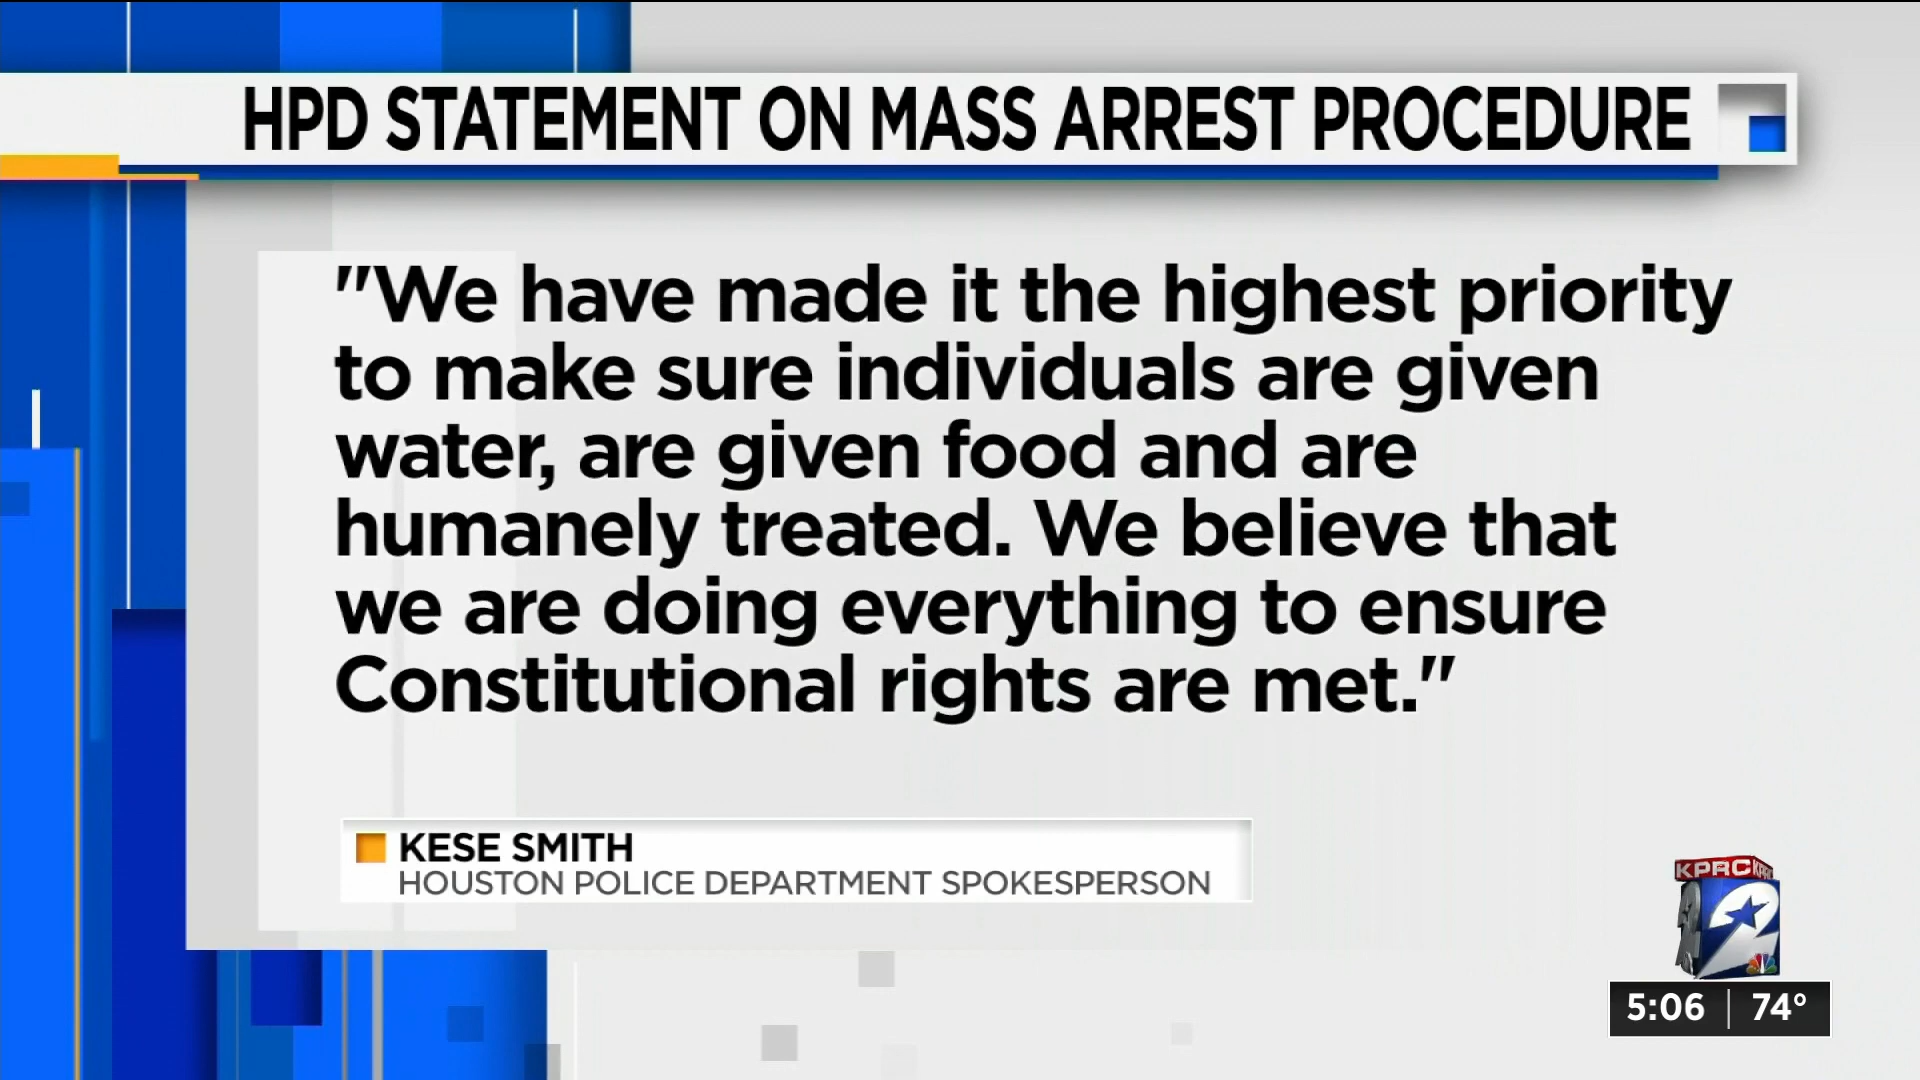 HPD STATEMENT ON MASS ARREST PROCEDURE
"We have made it the highest priority
to make sure individuals are given
water, are given food and are
humanely treated. We believe that
we are doing everything to ensure
Constitutional rights are met."
KESE SMITH
HOUSTON POLICE DEPARTMENT SPOKESPERSON
KPRC
2
5:06 | 74°